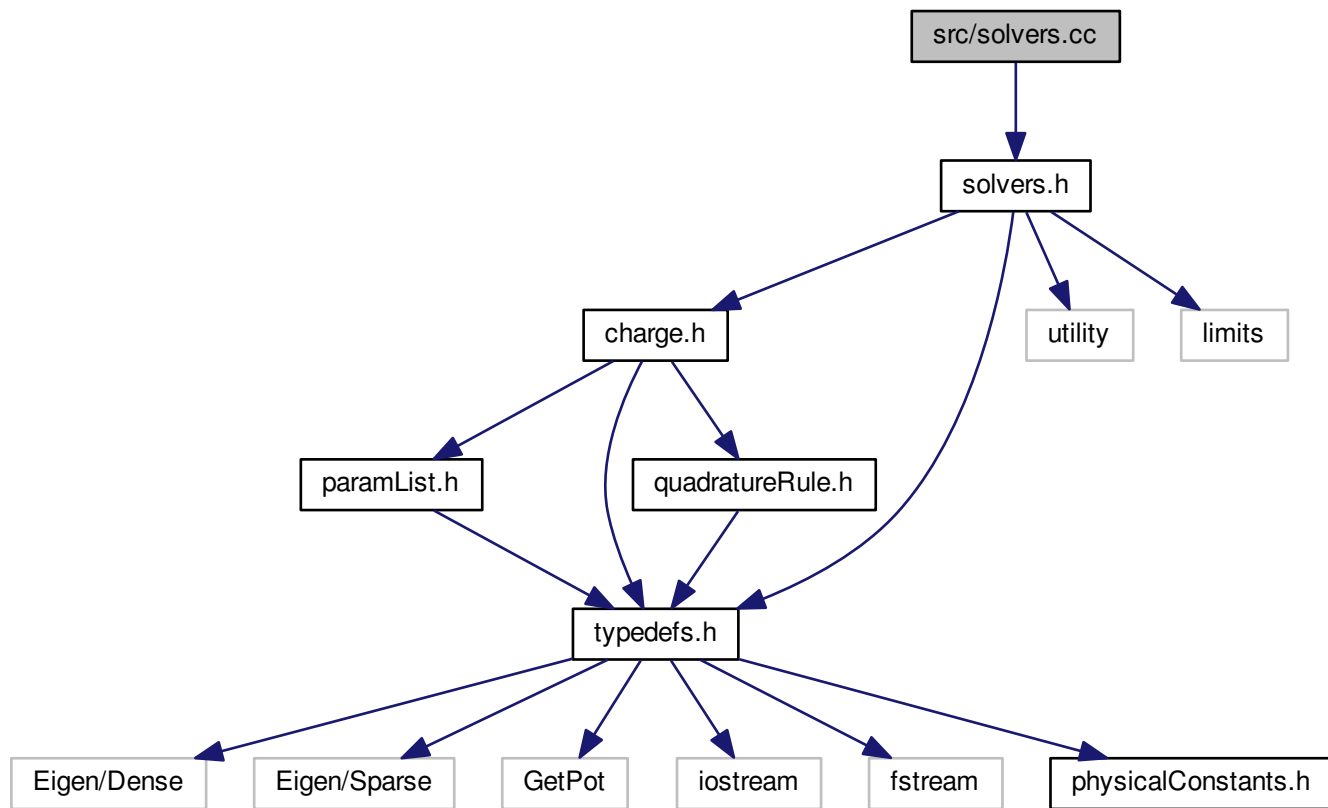 src/solvers.cc
solvers.h
charge.h
utility
limits
paramList.h
quadratureRule.h
typedefs.h
Eigen/Dense
Eigen/Sparse
GetPot
iostream
fstream
physicalConstants.h